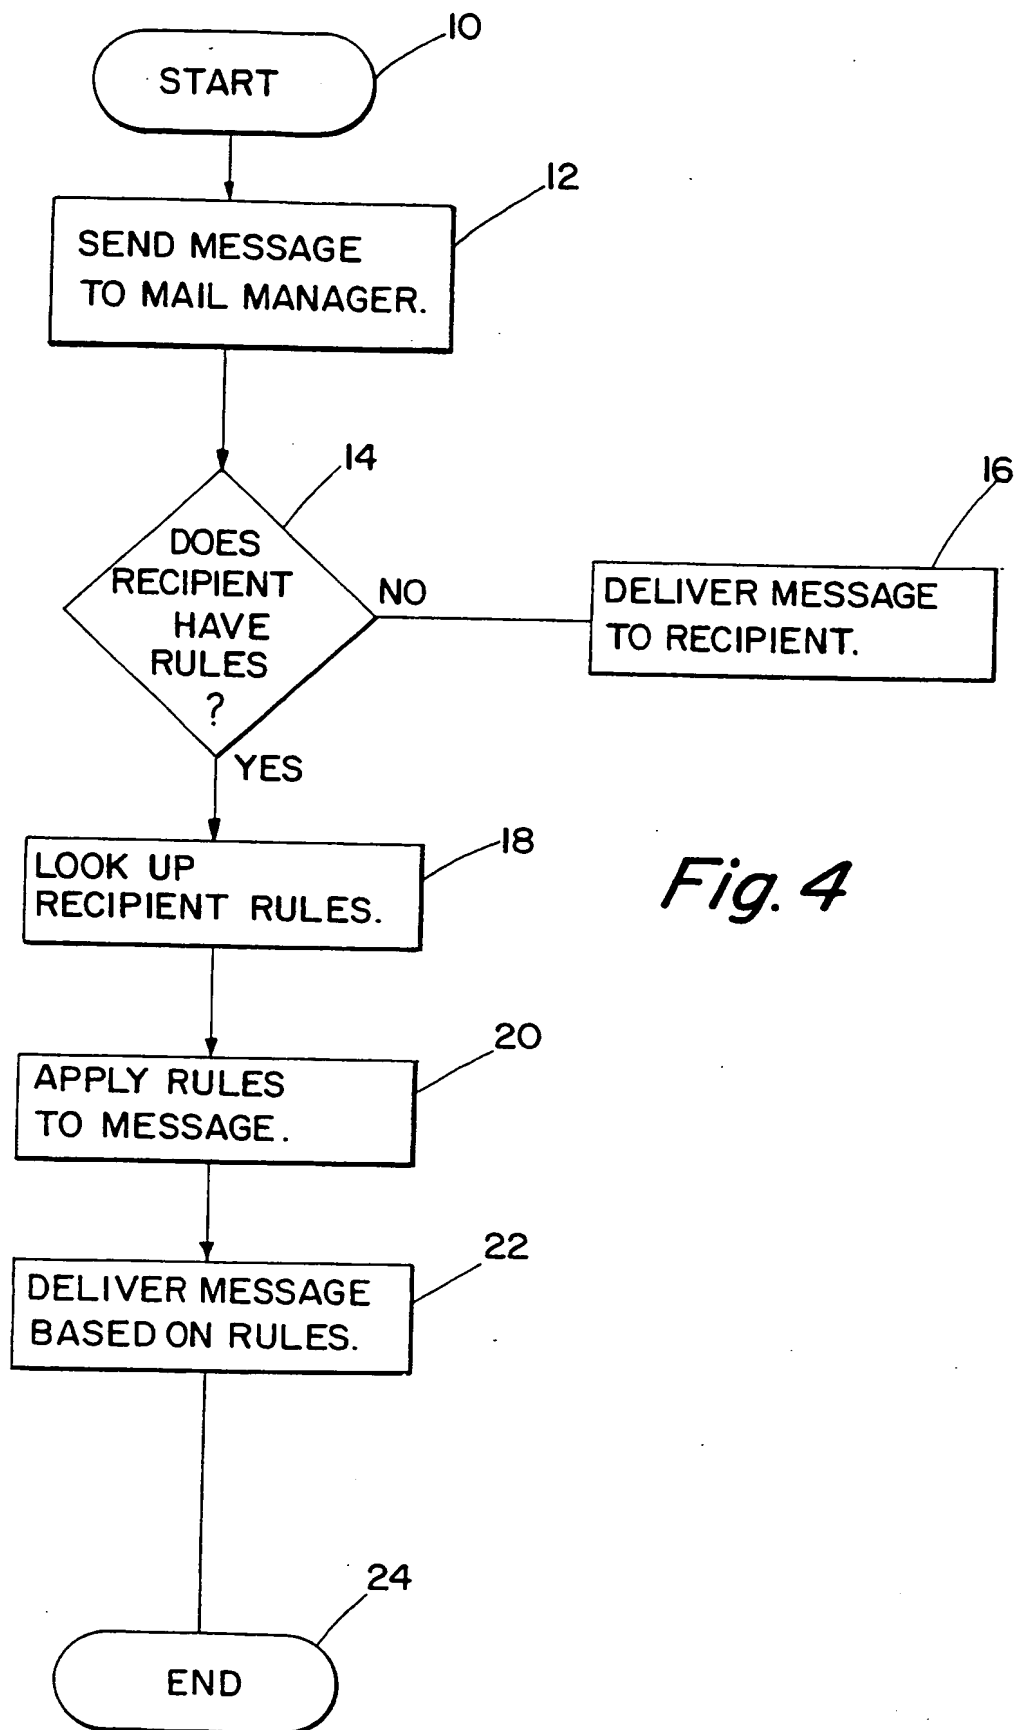 10
START
12
SEND MESSAGE
TO MAIL MANAGER.
14
DOES
RECIPIENT
HAVE
RULES
?
NO
16
DELIVER MESSAGE
TO RECIPIENT.
YES
18
LOOK UP
RECIPIENT RULES.
Fig. 4
20
APPLY RULES
TO MESSAGE.
22
DELIVER MESSAGE
BASED ON RULES.
24
END